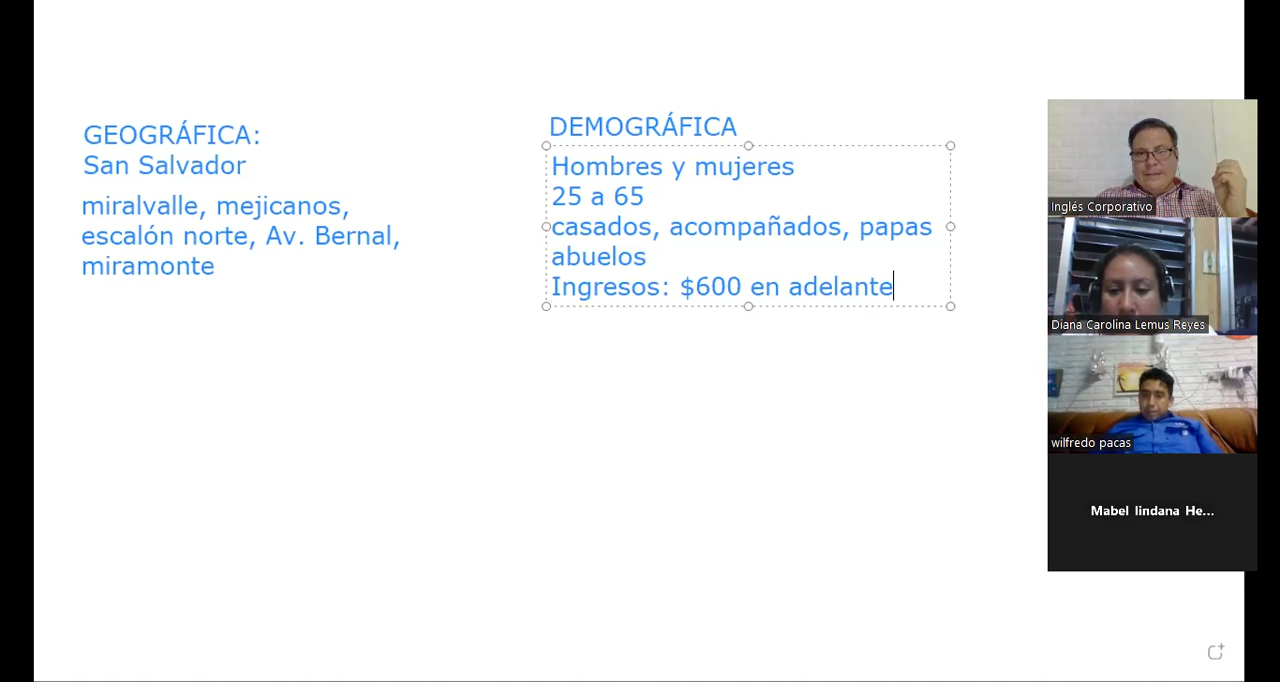 GEOGRÁFICA:
San Salvador
miralvalle, mejicanos,
escalón norte, Av. Bernal,
miramonte
DEMOGRÁFICA
Hombres y mujeres
25 a 65
casados, acompañados, papas
abuelos
Ingresos: $600 en adelante
Inglés Corporativo
Diana Carolina Lemus Reyes
wilfredo pacas
Mabel lindana He...